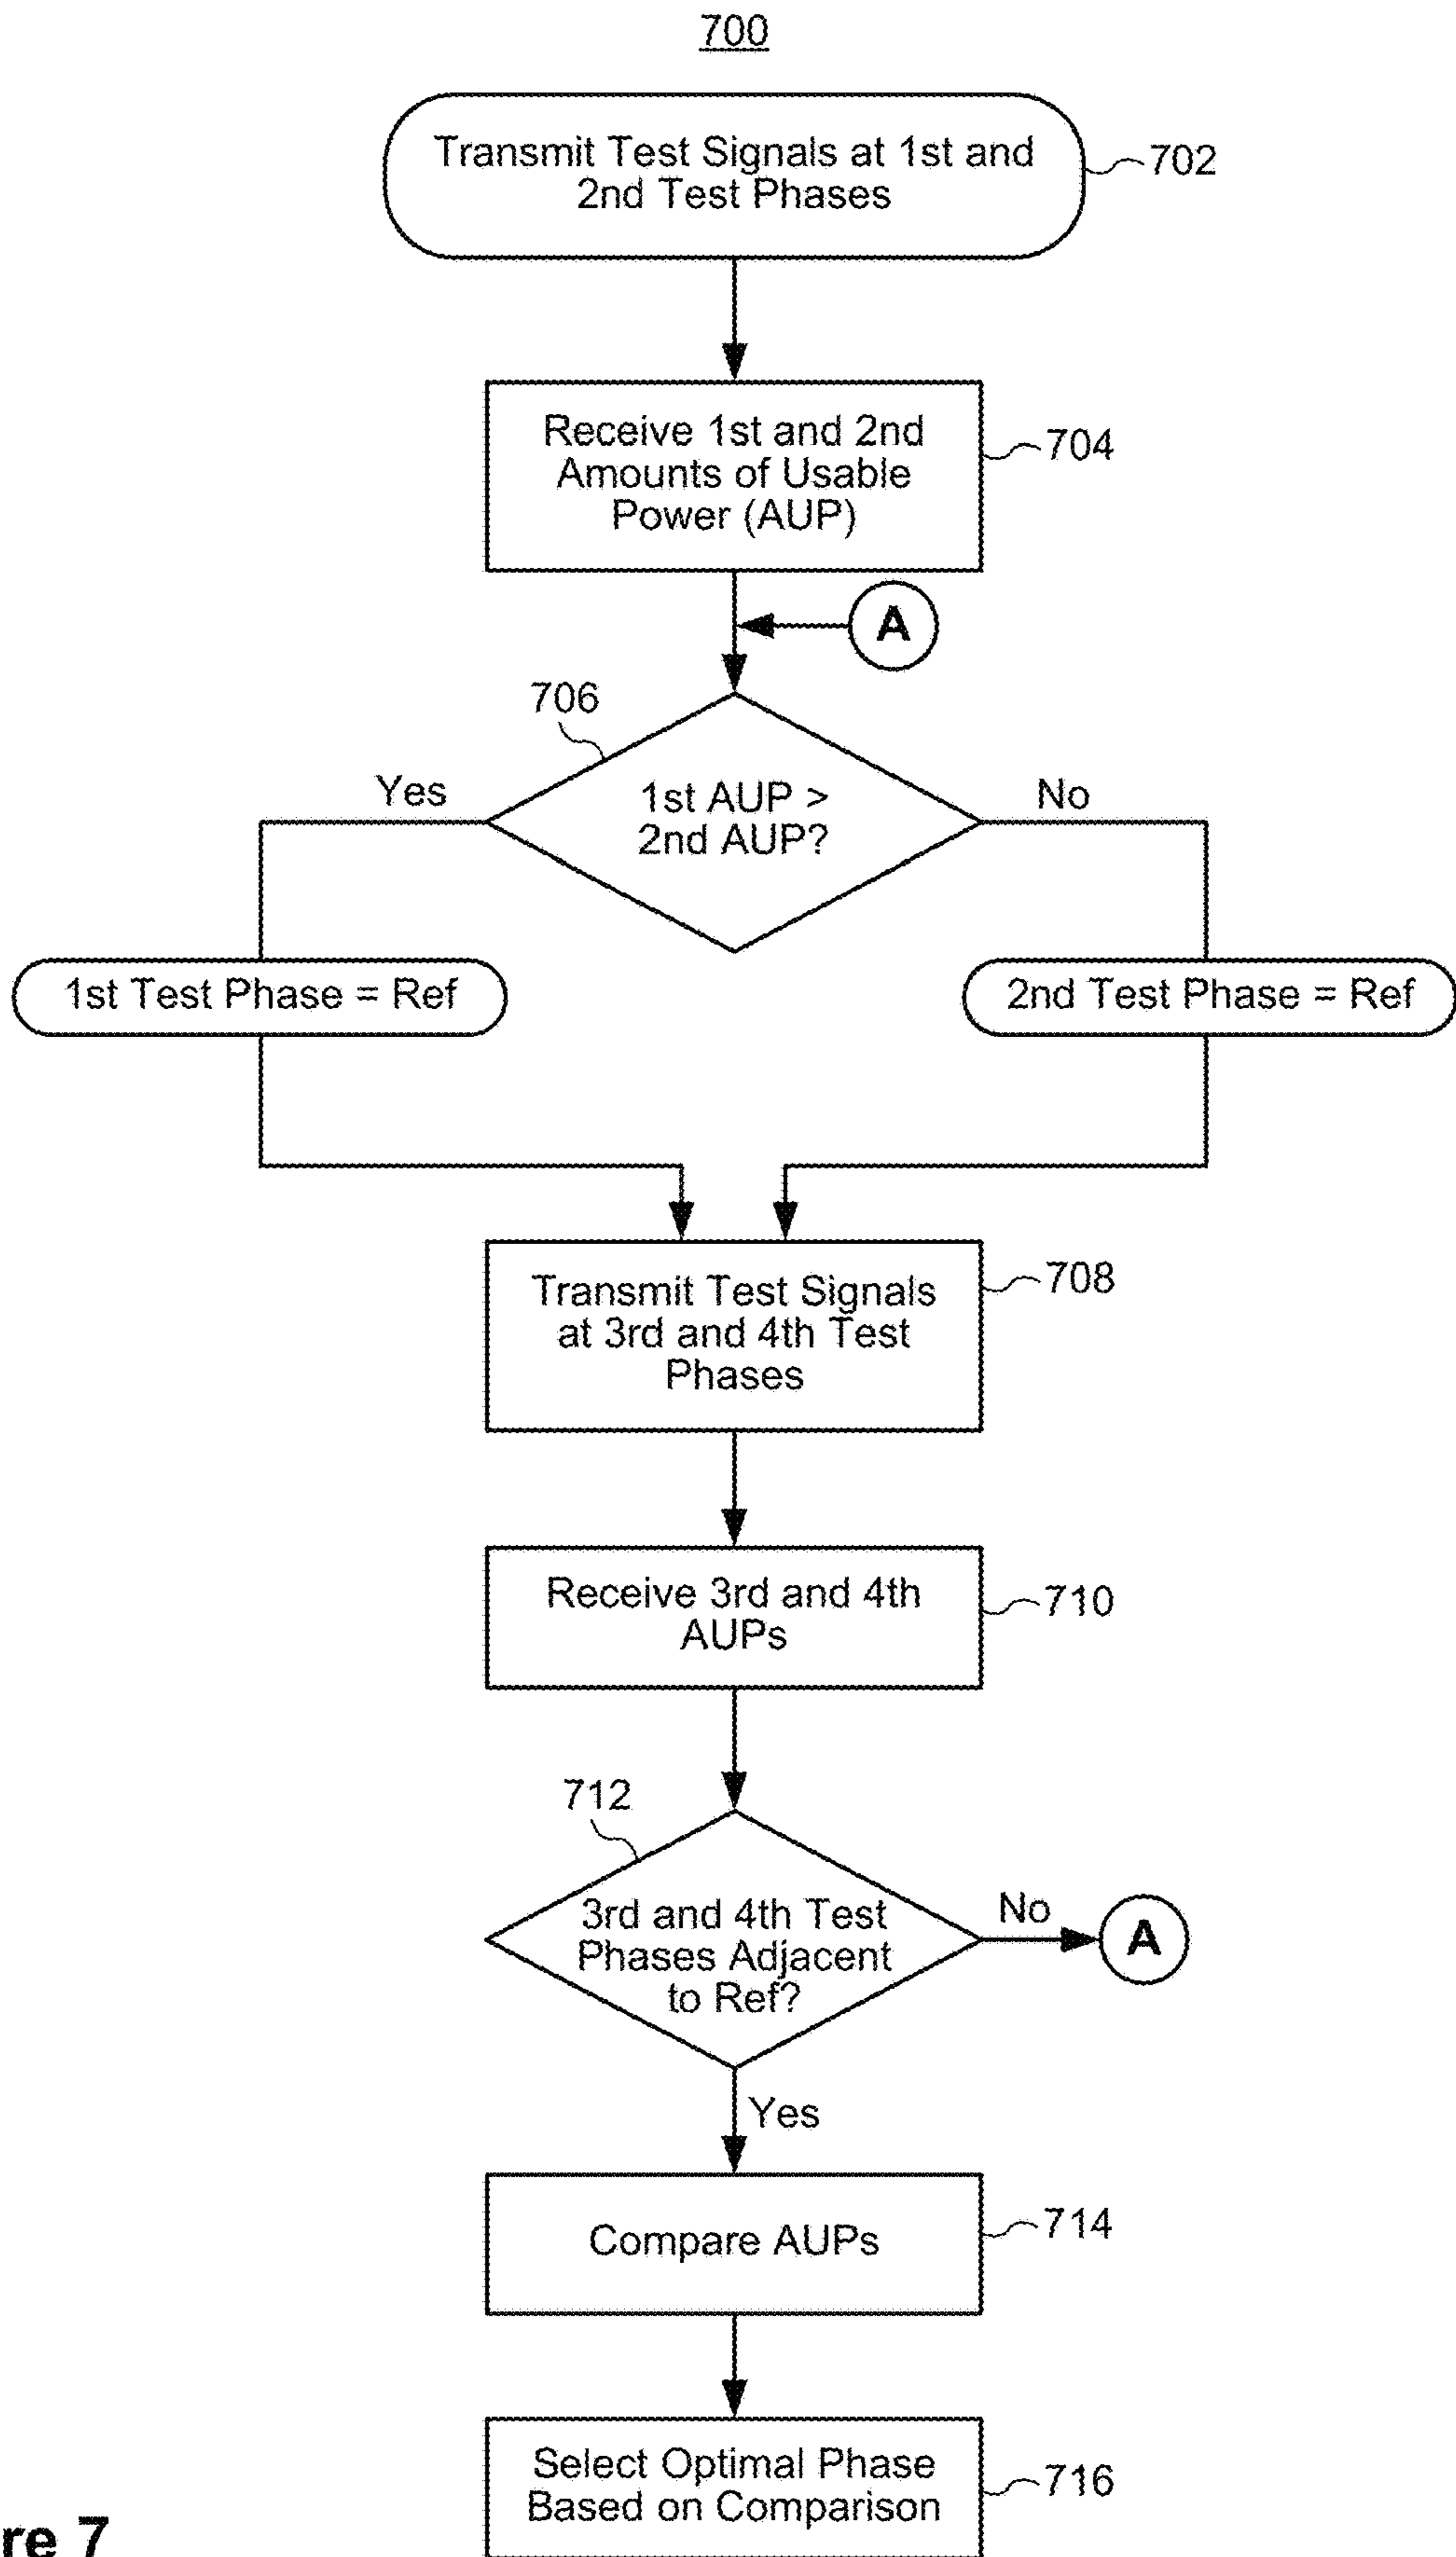 700
Transmit Test Signals at 1st and
2nd Test Phases
702
Receive 1st and 2nd
Amounts of Usable
Power (AUP)
704
A
706
Yes
1st AUP >
2nd AUP?
No
1st Test Phase = Ref
2nd Test Phase = Ref
Transmit Test Signals
at 3rd and 4th Test
Phases
708
Receive 3rd and 4th
AUPs
710
712
3rd and 4th Test
Phases Adjacent
to Ref?
No
A
Yes
Compare AUPs
714
Select Optimal Phase
Based on Comparison
716
re 7